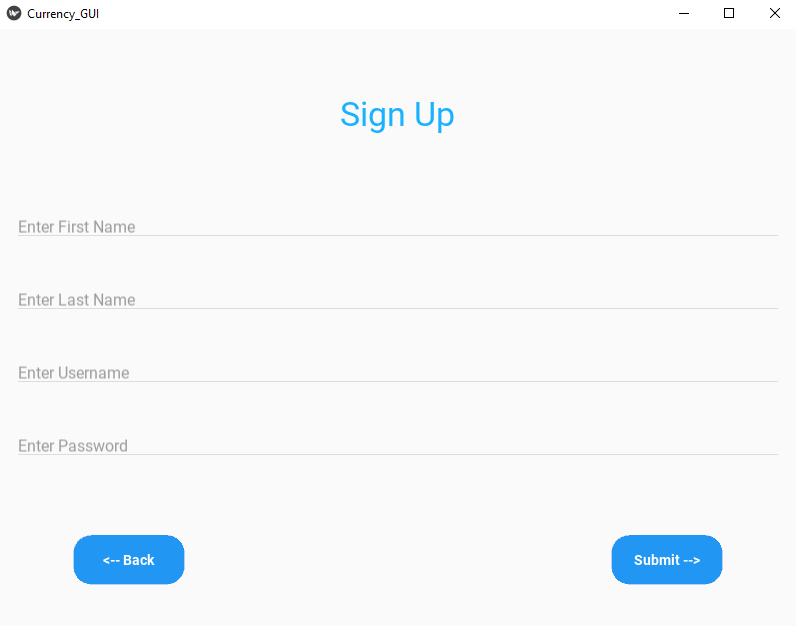 Currency_GUI
Sign Up
Enter First Name
Enter Last Name
Enter Username
Enter Password
<-- Back
Submit -->